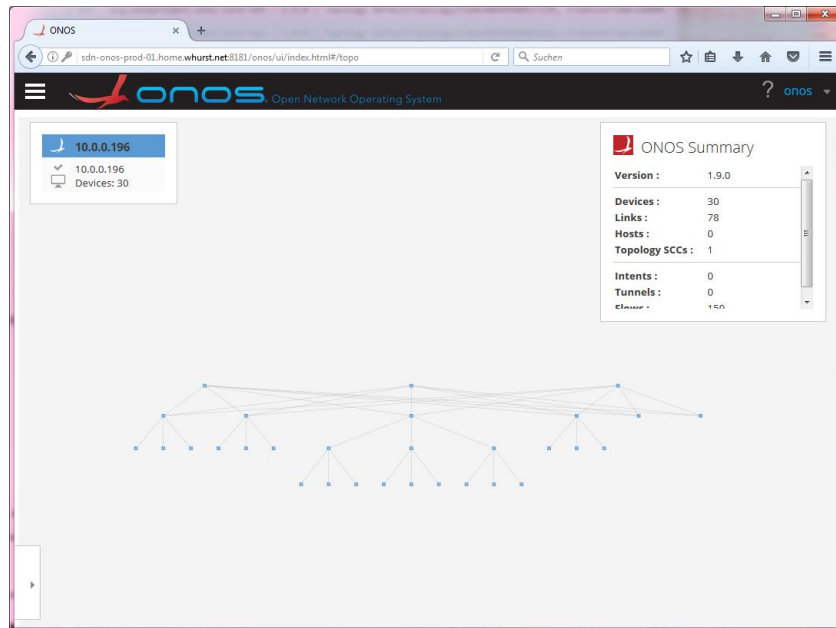 ONOS
sdn-onos-prod-01.home.whurst.net:8181/onos/ui/index.html#/topo
Suchen
onos. Open Network Operating System
? onos
10.0.0.196
10.0.0.196
Devices: 30
ONOS Summary
Version : 1.9.0
Devices : 30
Links : 78
Hosts : 0
Topology SCCs : 1
Intents : 0
Tunnels : 0
Flows : 150